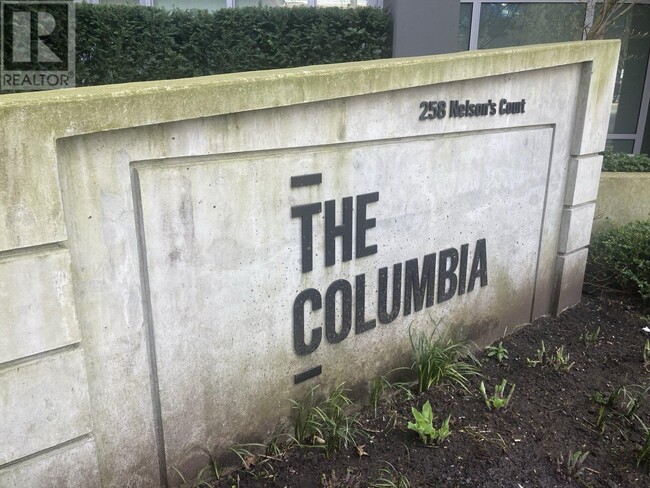 R
REALTOR
258 Nelson's Court
THE
COLUMBIA